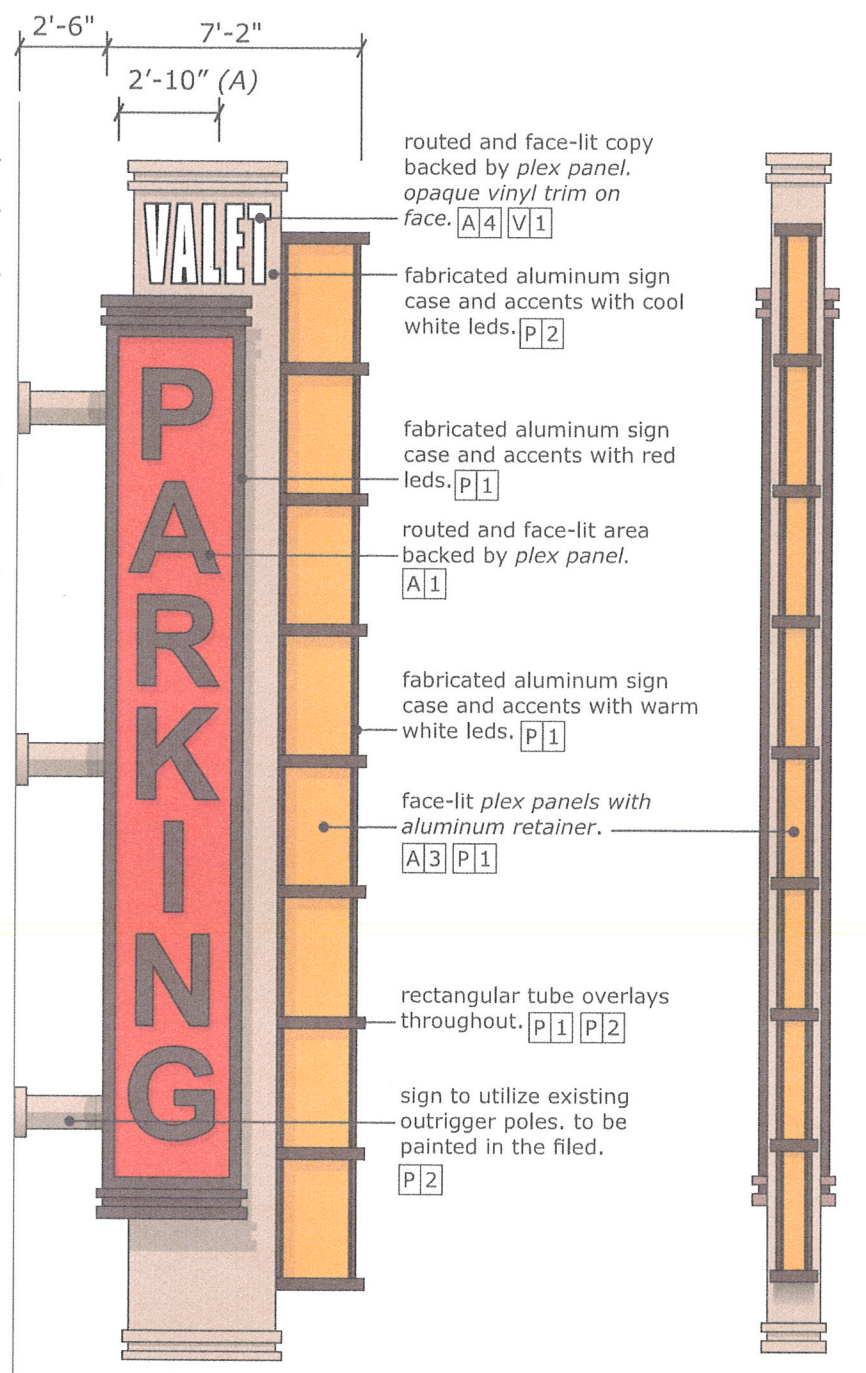 2'-6"
7'-2"
2'-10" (A)
routed and face-lit copy
backed by plex panel.
opaque vinyl trim on
face. A 4 V 1
VALET
fabricated aluminum sign
case and accents with cool
white leds. P 2
PARKING
fabricated aluminum sign
case and accents with red
leds. P 1
routed and face-lit area
backed by plex panel.
A 1
fabricated aluminum sign
case and accents with warm
white leds. P 1
face-lit plex panels with
aluminum retainer.
A 3 P 1
rectangular tube overlays
throughout. P 1 P 2
sign to utilize existing
outrigger poles. to be
painted in the filed.
P 2